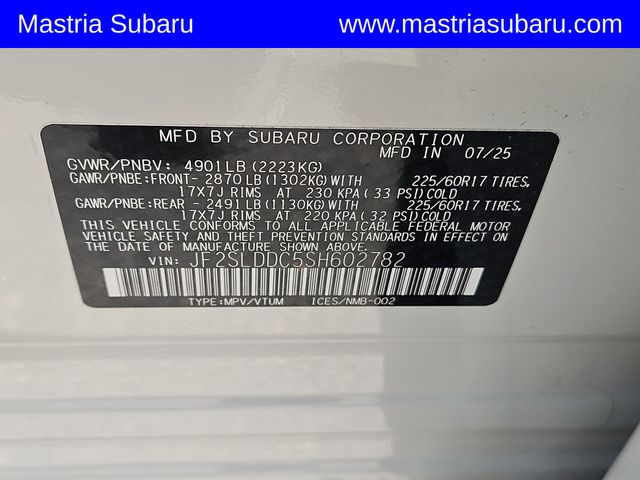 Mastria Subaru
www.mastriasubaru.com
MFD BY SUBARU CORPORATION
MFD IN 07/25
GVWR/PNBV: 4901LB(2223KG)
GAWR/PNBE:FRONT- 2870LB(1302KG)WITH 225/60R17 TIRES,
17X7J RIMS AT 230 KPA(33 PSI)COLD
GAWR/PNBE:REAR - 2491LB(1130KG)WITH 225/60R17 TIRES,
17X7J RIMS AT 220 KPA(32 PSI)COLD
THIS VEHICLE CONFORMS TO ALL APPLICABLE FEDERAL MOTOR
VEHICLE SAFETY, BUMPER, AND THEFT PREVENTION STANDARDS
IN EFFECT ON THE DATE OF MANUFACTURE SHOWN ABOVE.
VIN: JF2SLDDC5SH602782
TYPE:MPV/VTUM ICES/NMB-002